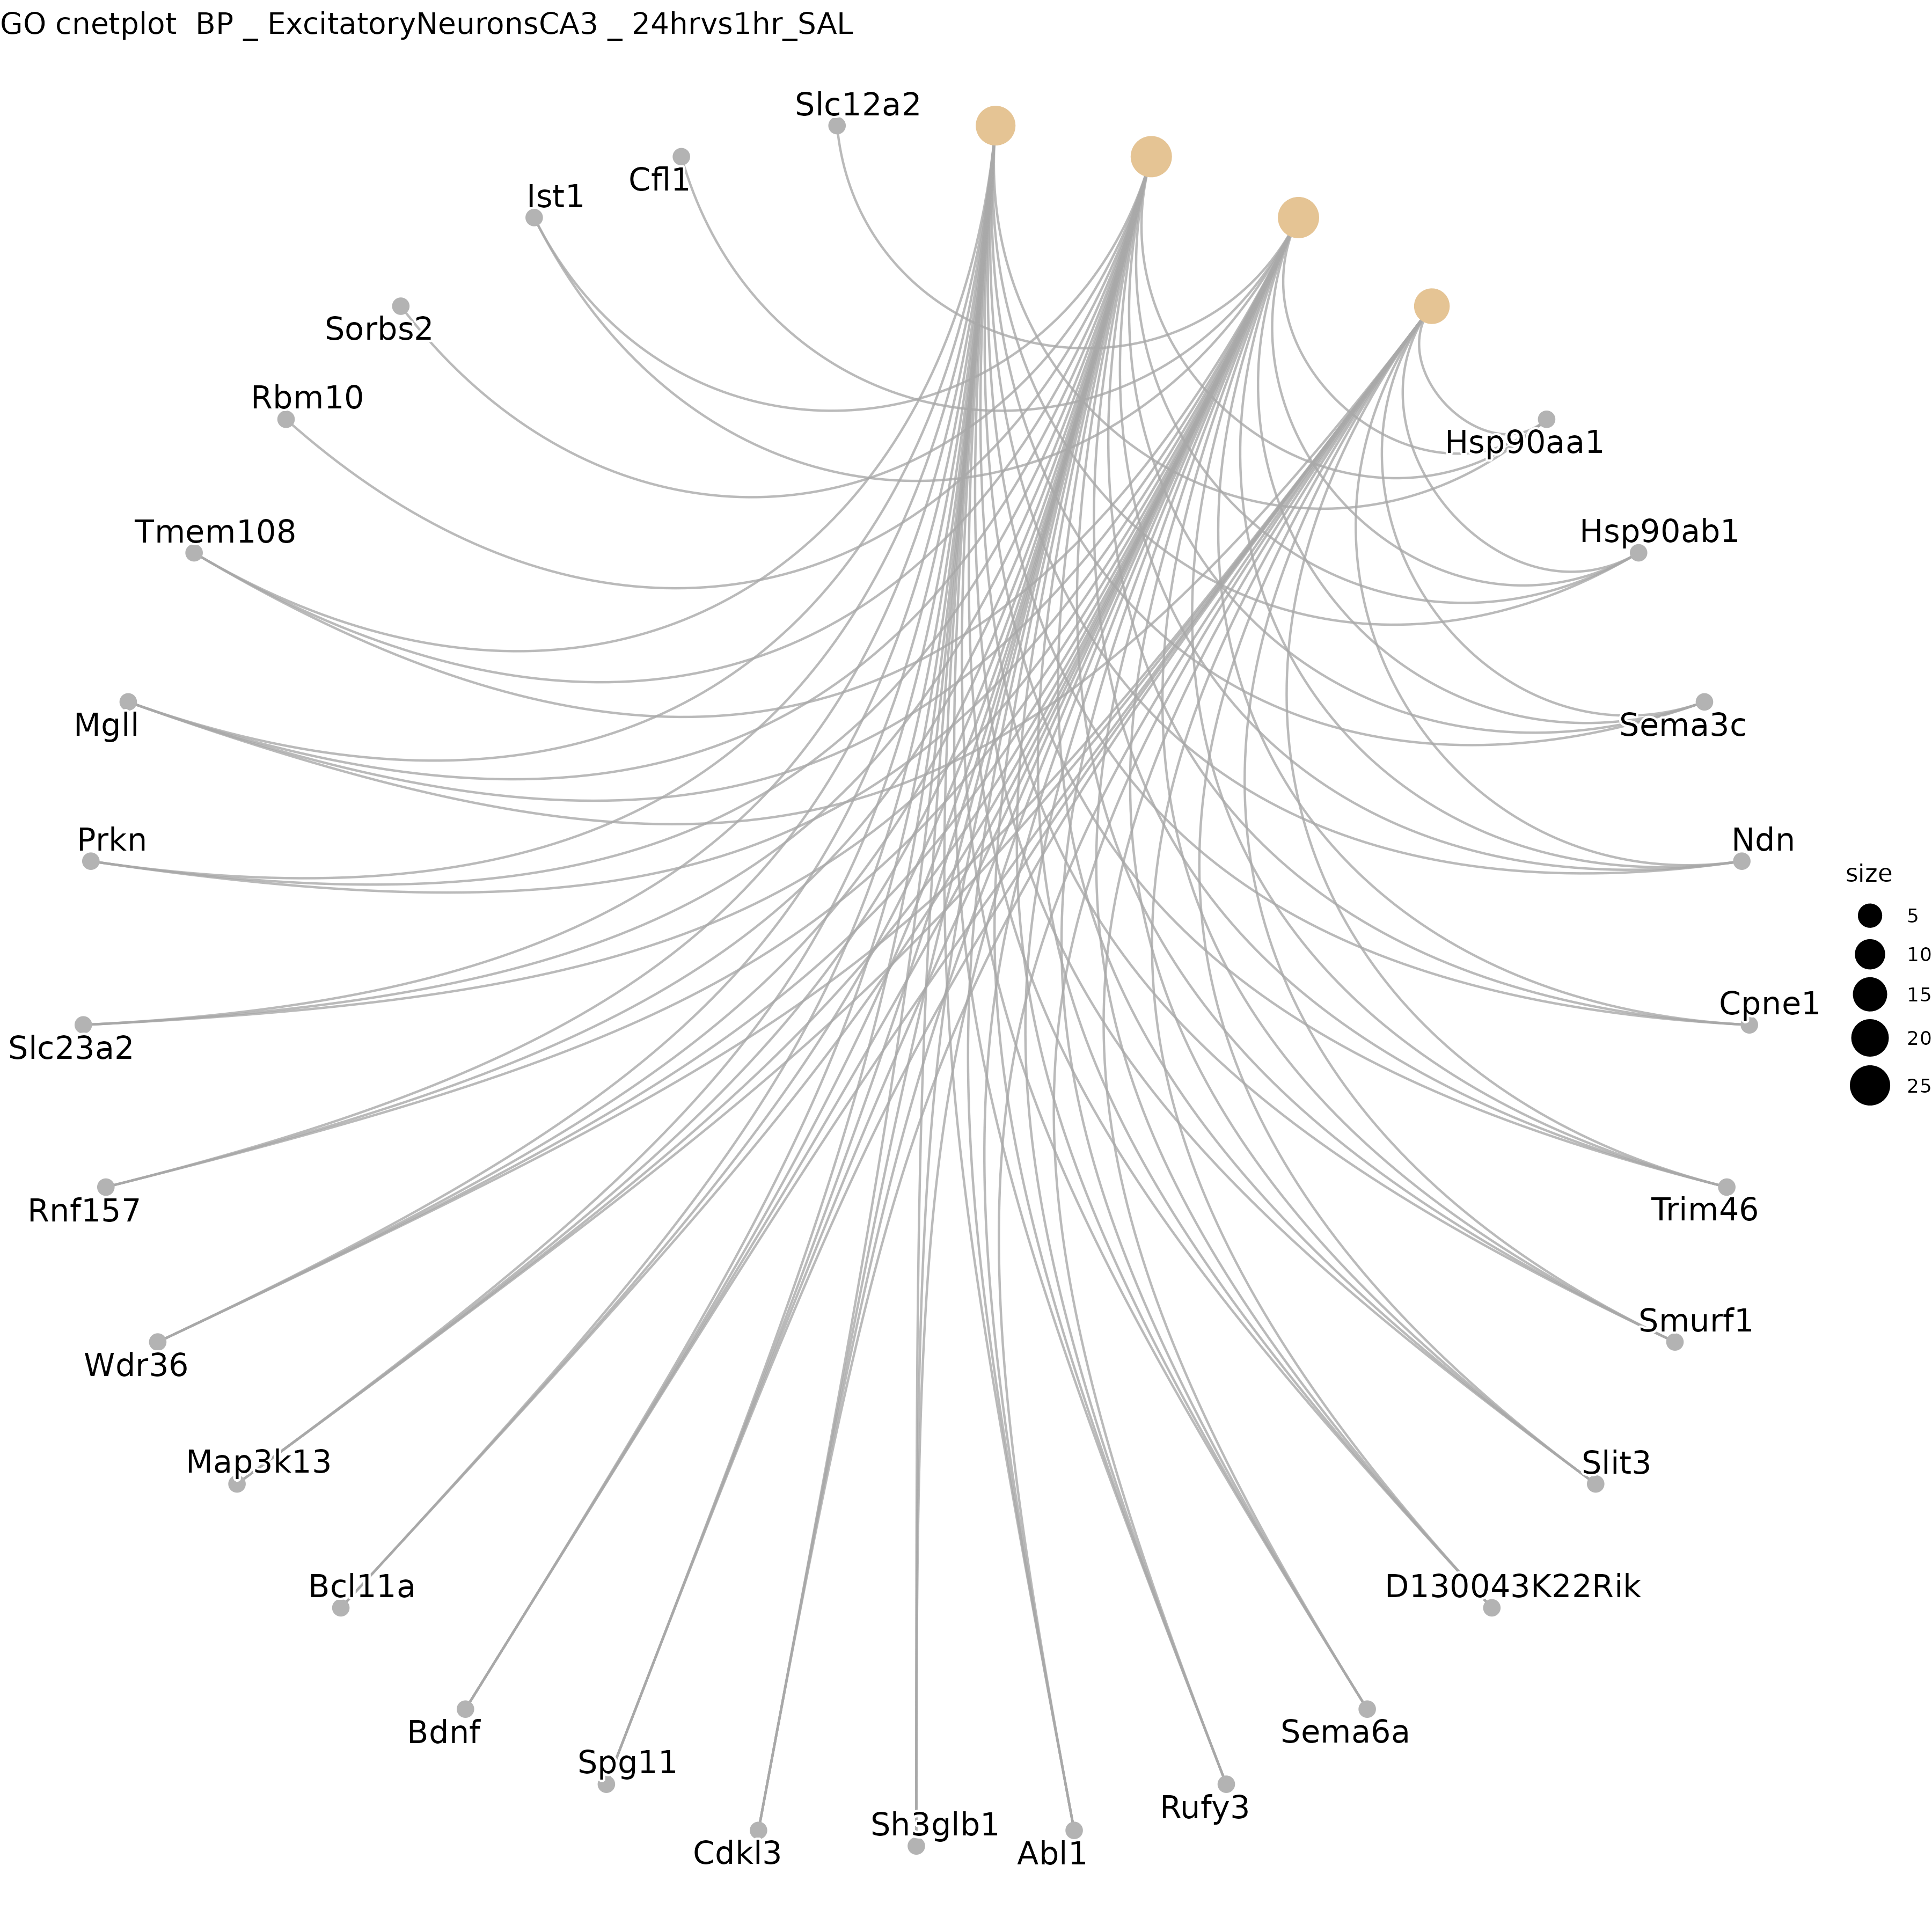 GO cnetplot  BP _ ExcitatoryNeuronsCA3 _ 24hrvs1hr_SAL
Slc12a2
Cfl1
Ist1
Sorbs2
Rbm10
Hsp90aa1
Tmem108
Hsp90ab1
Mgll
Sema3c
Prkn
Ndn
size
5
10
15
20
25
Cpne1
Slc23a2
Rnf157
Trim46
Smurf1
Wdr36
Map3k13
Slit3
Bcl11a
D130043K22Rik
Bdnf
Sema6a
Spg11
Rufy3
Sh3glb1
Cdkl3
Abl1